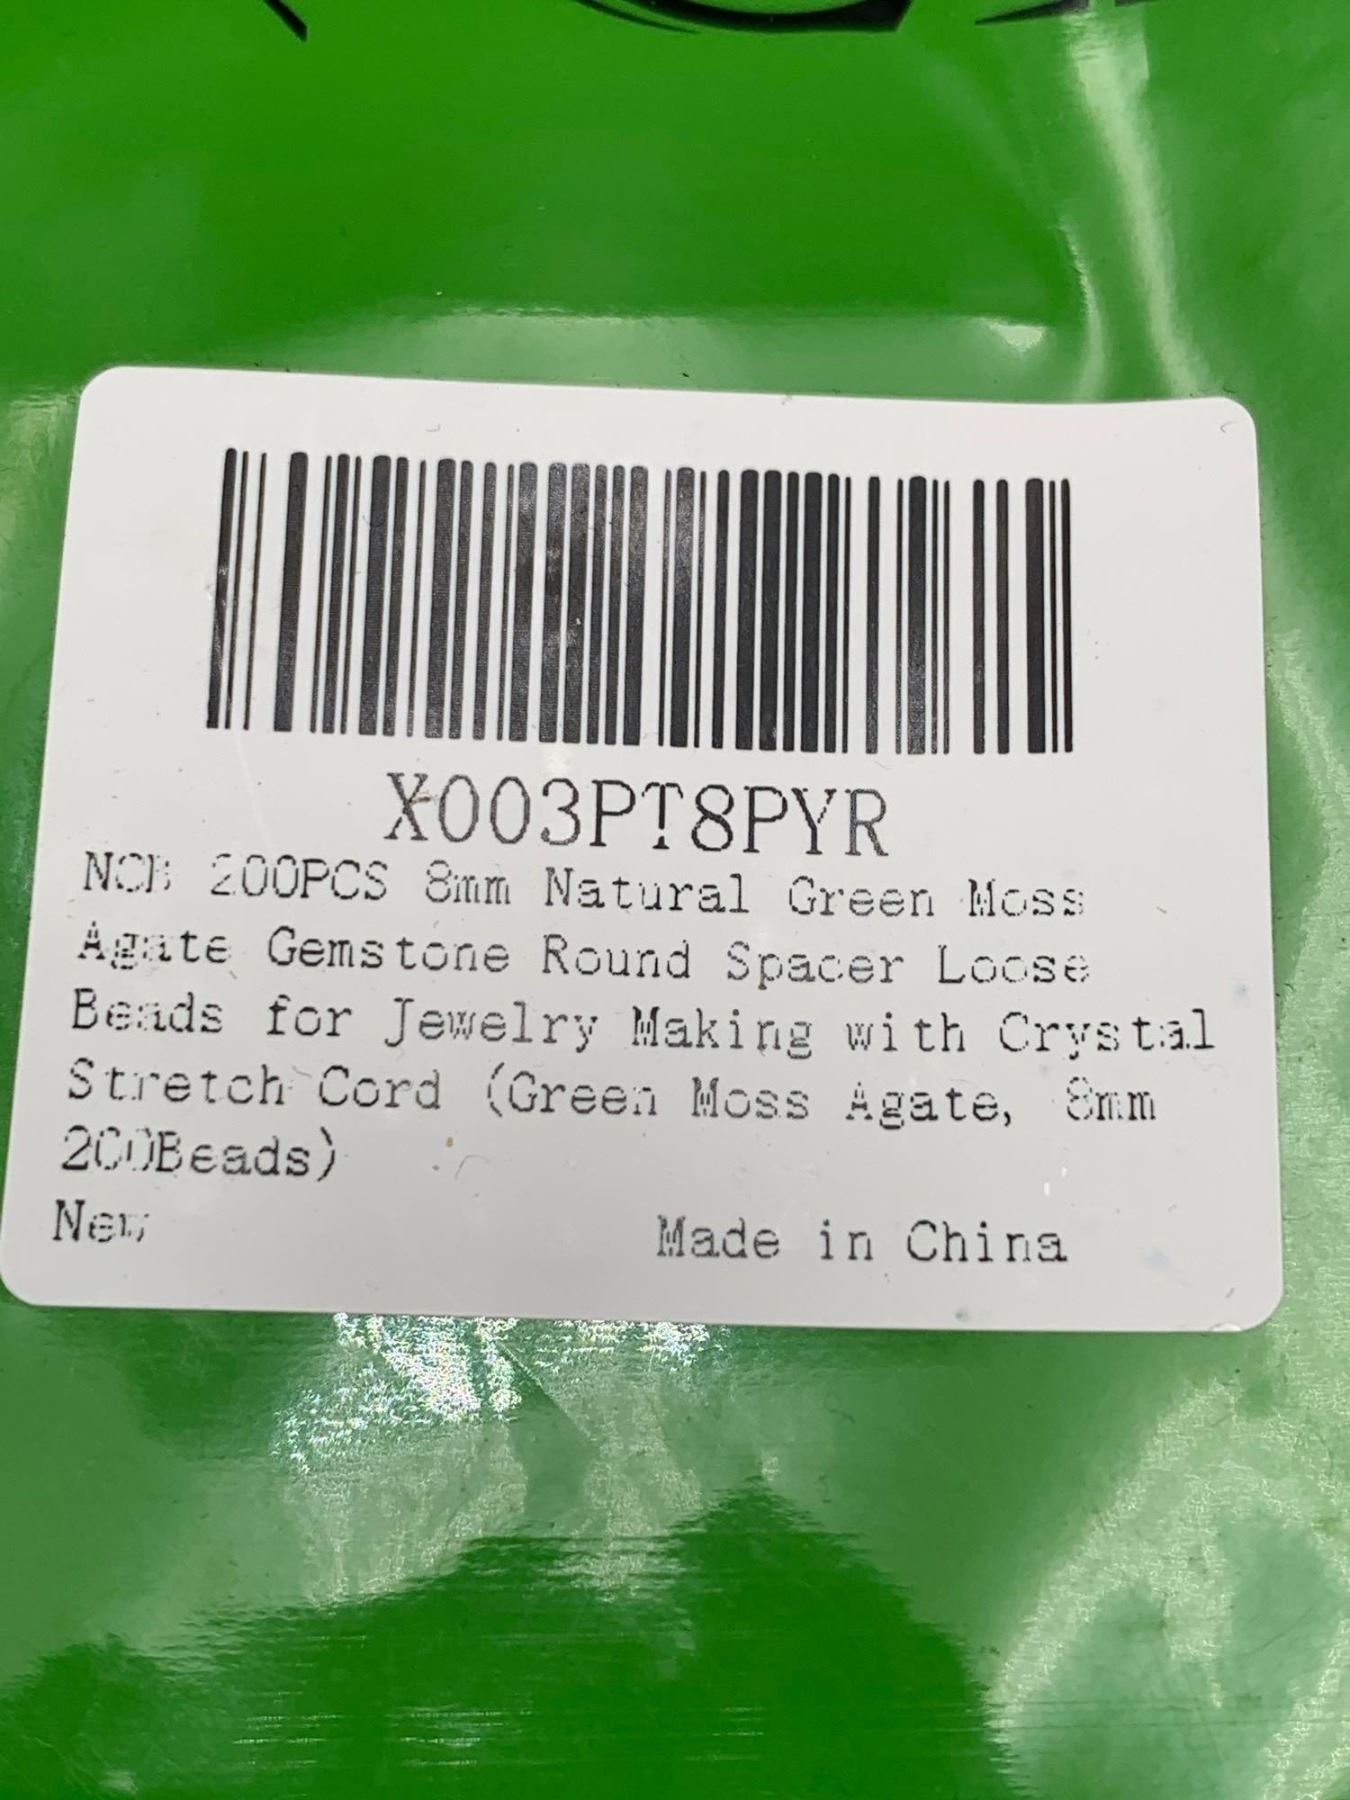 X003PT8PYR
NCB 200PCS 8mm Natural Green Moss
Agate Gemstone Round Spacer Loose
Beads for Jewelry Making with Crystal
Stretch Cord (Green Moss Agate, 8mm
200Beads)
New
Made in China